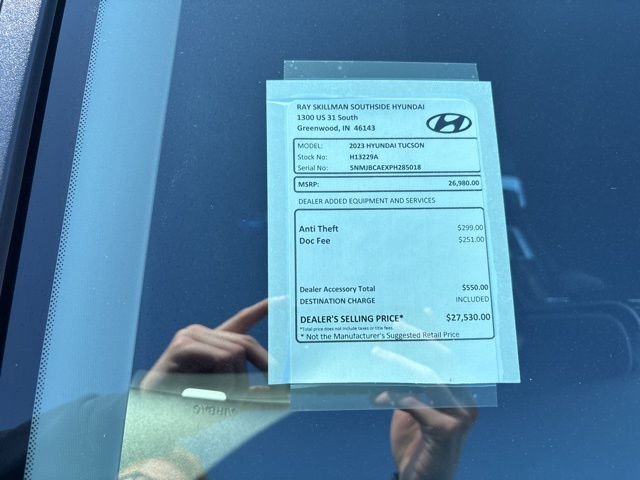 RAY SKILLMAN SOUTHSIDE HYUNDAI
1300 US 31 South
Greenwood, IN 46143
MODEL: 2023 HYUNDAI TUCSON
Stock No: H13229A
Serial No: 5NMJBCAEXPH285018
MSRP: 26,980.00
DEALER ADDED EQUIPMENT AND SERVICES
Anti Theft $299.00
Doc Fee $251.00
Dealer Accessory Total $550.00
DESTINATION CHARGE INCLUDED
DEALER'S SELLING PRICE* $27,530.00
*Total price does not include taxes or title fees.
* Not the Manufacturer's Suggested Retail Price
AIRBAG